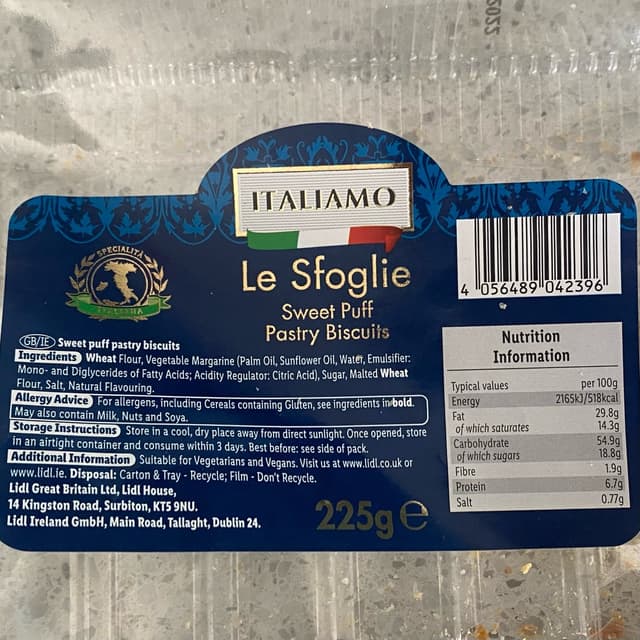 2022
ITALIAMO
SPECIALITÀ
ITALIANA
Le Sfoglie
Sweet Puff
Pastry Biscuits
4 056489 042396
GB/IE Sweet puff pastry biscuits
Ingredients Wheat Flour, Vegetable Margarine (Palm Oil, Sunflower Oil, Water, Emulsifier:
Mono- and Diglycerides of Fatty Acids; Acidity Regulator: Citric Acid), Sugar, Malted Wheat
Flour, Salt, Natural Flavouring.
Allergy Advice For allergens, including Cereals containing Gluten, see ingredients in bold.
May also contain Milk, Nuts and Soya.
Storage Instructions Store in a cool, dry place away from direct sunlight. Once opened, store
in an airtight container and consume within 3 days. Best before: see side of pack.
Additional Information Suitable for Vegetarians and Vegans. Visit us at www.lidl.co.uk or
www.lidl.ie. Disposal: Carton & Tray - Recycle; Film - Don't Recycle.
Lidl Great Britain Ltd, Lidl House,
14 Kingston Road, Surbiton, KT5 9NU.
Lidl Ireland GmbH, Main Road, Tallaght, Dublin 24.
225g e
Nutrition
Information
Typical values per 100g
Energy 2165kJ/518kcal
Fat 29.8g
of which saturates 14.3g
Carbohydrate 54.9g
of which sugars 18.8g
Fibre 1.9g
Protein 6.7g
Salt 0.77g